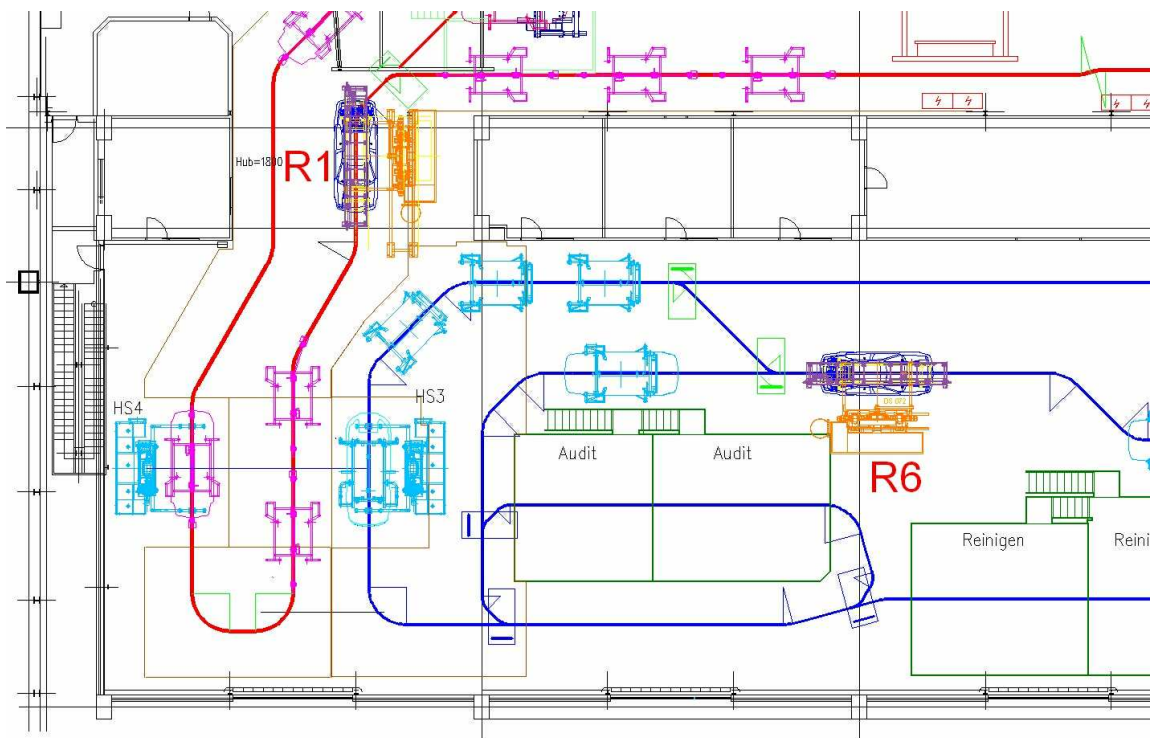 Hub=1800
R1
HS4
HS3
Audit
Audit
R6
Reinigen
Reini